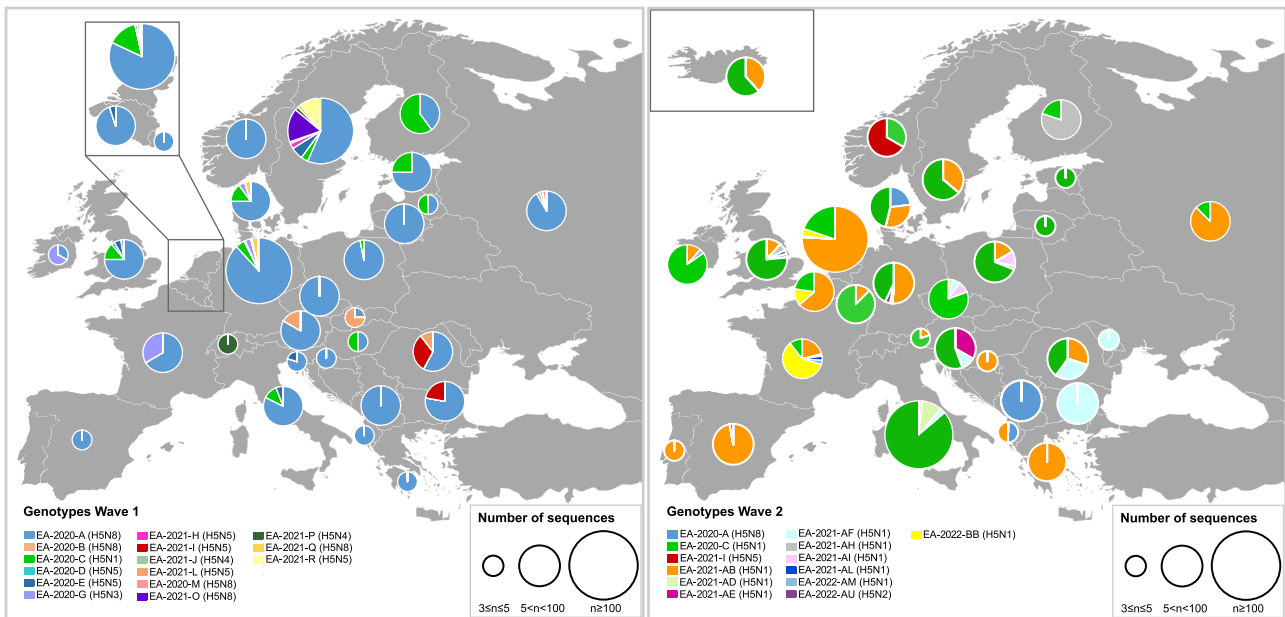 Genotypes Wave 1
EA-2020-A (H5N8)
EA-2020-B (H5N8)
EA-2020-C (H5N1)
EA-2020-D (H5N5)
EA-2020-E (H5N5)
EA-2020-G (H5N3)
EA-2021-H (H5N5)
EA-2021-I (H5N5)
EA-2021-J (H5N4)
EA-2021-L (H5N5)
EA-2020-M (H5N8)
EA-2021-O (H5N8)
EA-2021-P (H5N4)
EA-2021-Q (H5N8)
EA-2021-R (H5N5)
Number of sequences
3≤n≤5 5<n<100 n≥100
Genotypes Wave 2
EA-2020-A (H5N8)
EA-2020-C (H5N1)
EA-2021-I (H5N5)
EA-2021-AB (H5N1)
EA-2021-AD (H5N1)
EA-2021-AE (H5N1)
EA-2021-AF (H5N1)
EA-2021-AH (H5N1)
EA-2021-AI (H5N1)
EA-2021-AL (H5N1)
EA-2022-AM (H5N1)
EA-2022-AU (H5N2)
EA-2022-BB (H5N1)
Number of sequences
3≤n≤5 5<n<100 n≥100